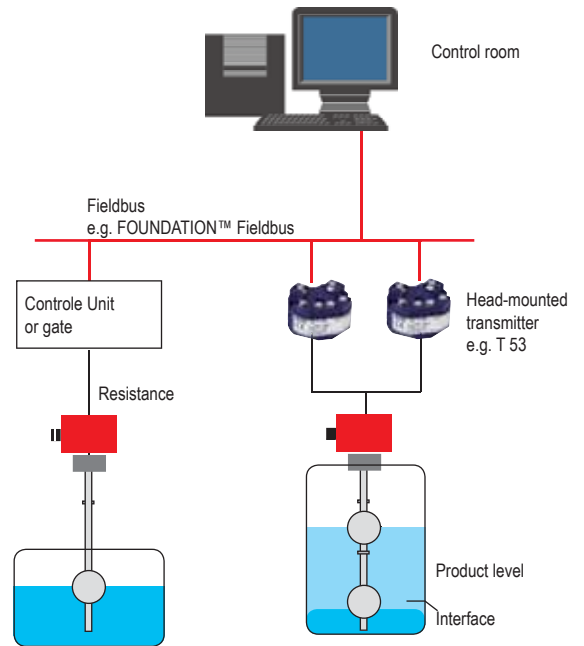 Control room
Fieldbus
e.g. FOUNDATION™ Fieldbus
Controle Unit
or gate
Head-mounted
transmitter
e.g. T 53
Resistance
Product level
Interface